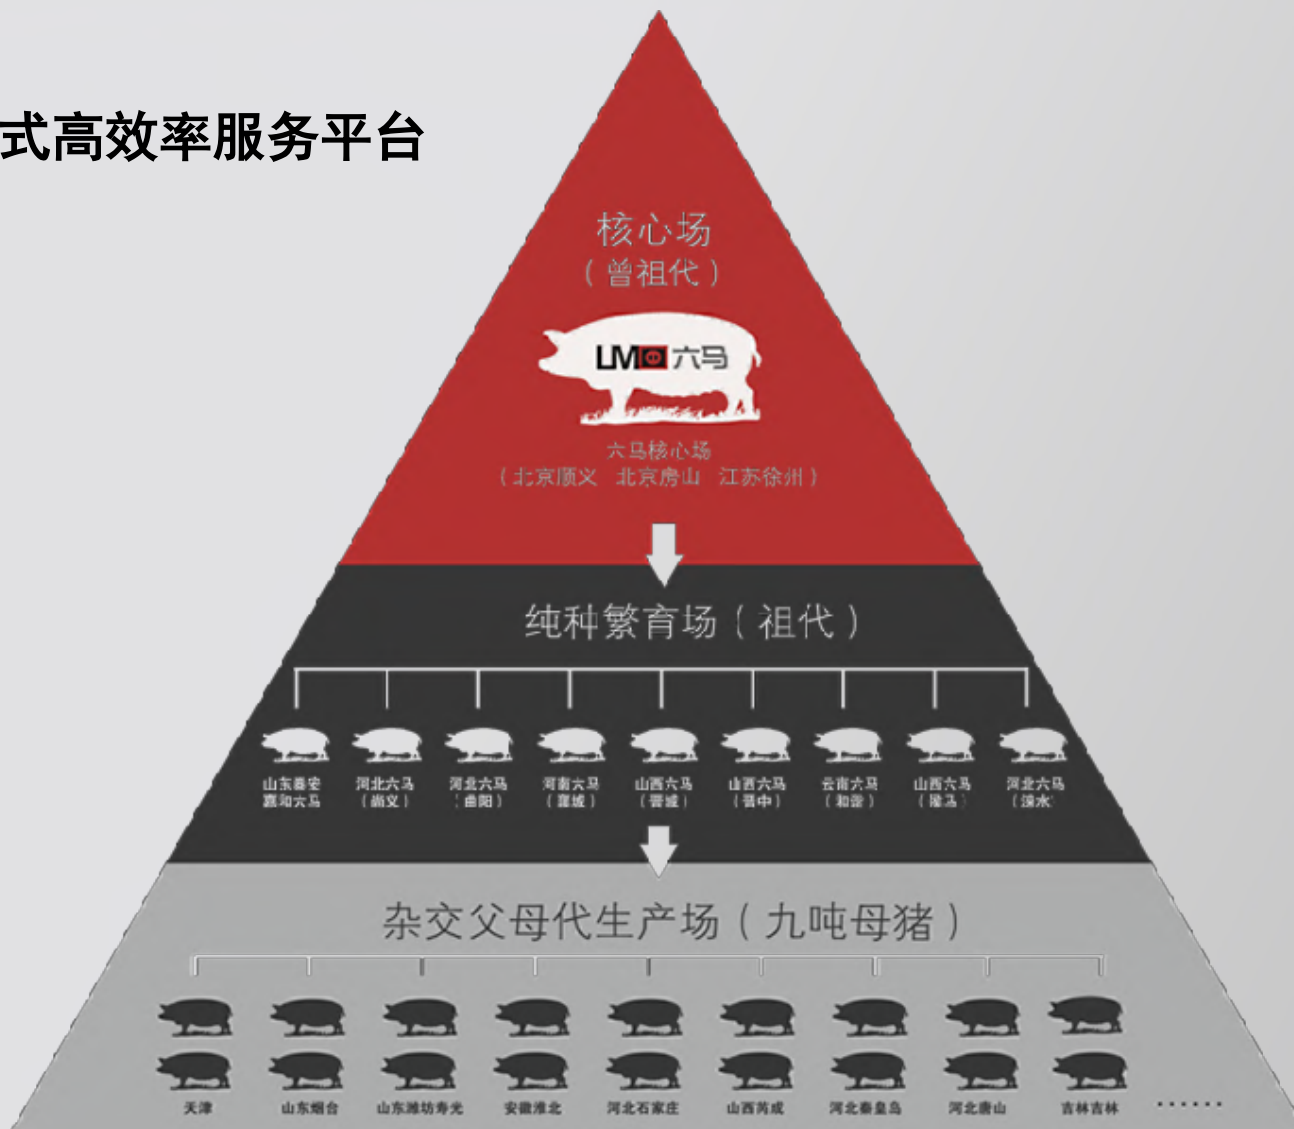 式高效率服务平台
核心场
（曾祖代）
LM 六马
六马核心场
（北京顺义 北京房山 江苏徐州）
纯种繁育场（祖代）
山东泰安 河北六马 河北六马 河南六马 山西六马 山西六马 云南六马 山西六马 河北六马
嘉和六马 （尚义） （曲阳） （襄城） （晋城） （晋中） （和谐） （隆马） （涞水）
杂交父母代生产场（九吨母猪）
天津 山东烟台 山东潍坊寿光 安徽淮北 河北石家庄 山西芮成 河北秦皇岛 河北唐山 吉林吉林 ······